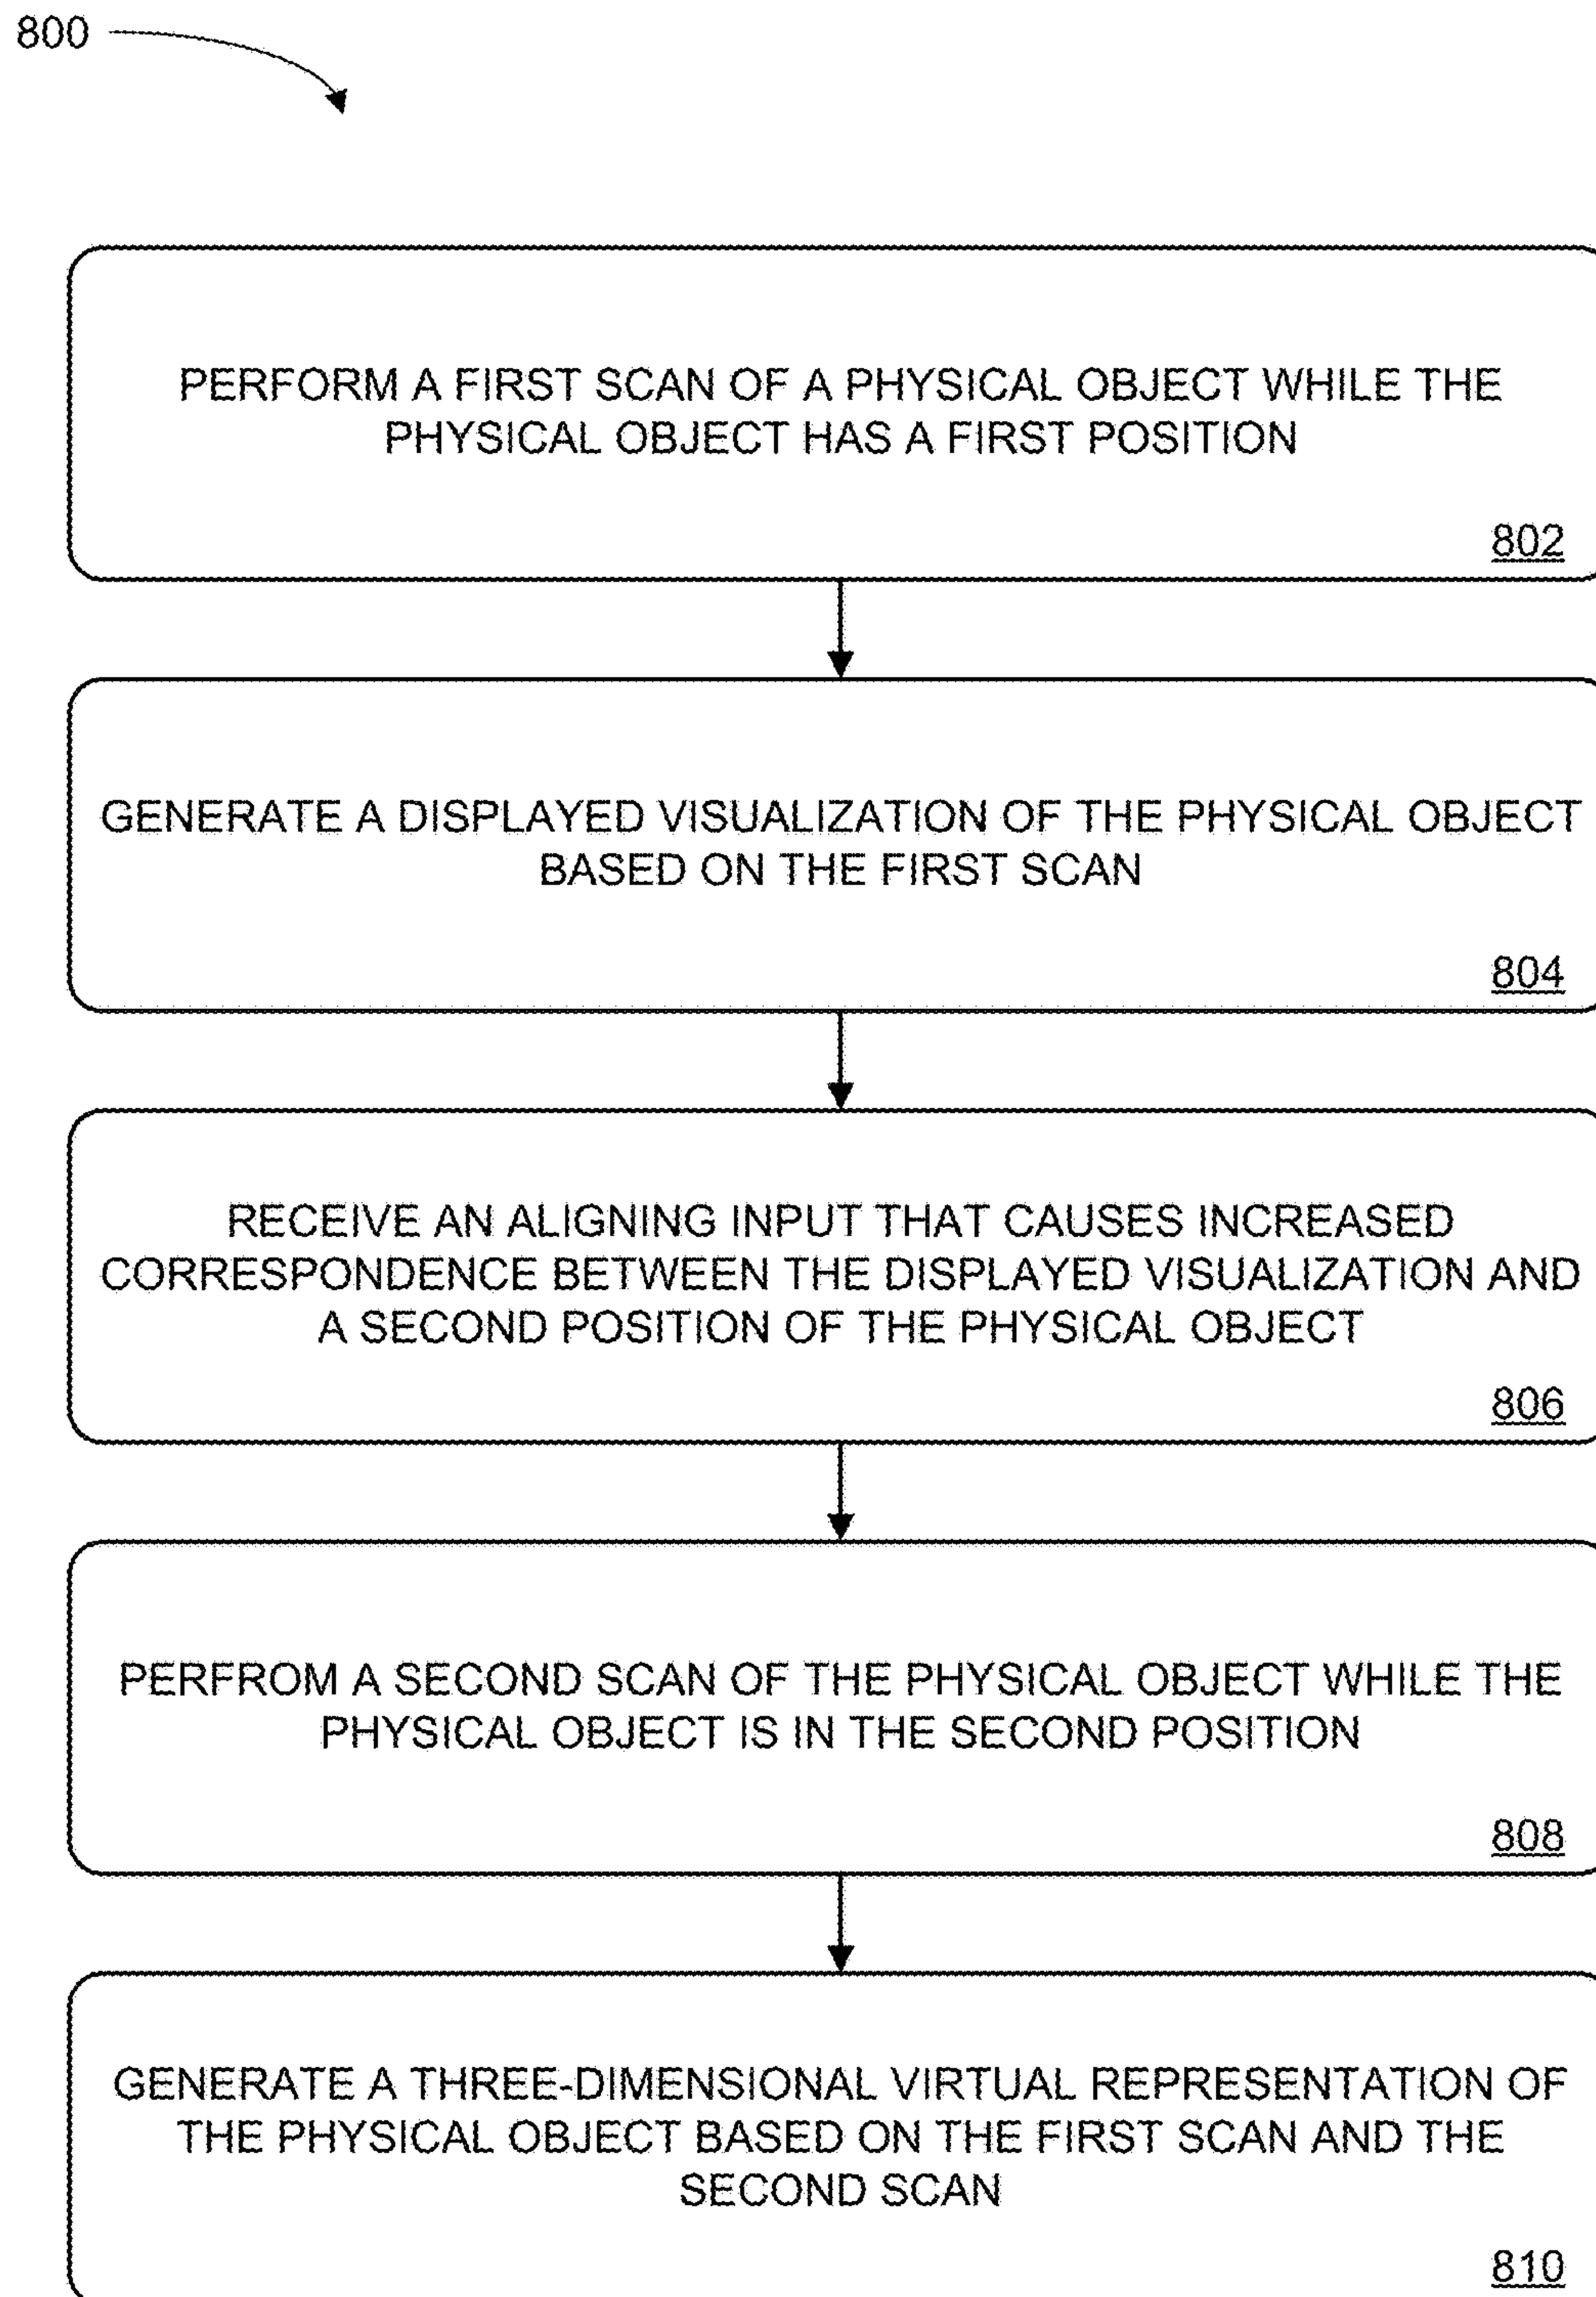 800
PERFORM A FIRST SCAN OF A PHYSICAL OBJECT WHILE THE
PHYSICAL OBJECT HAS A FIRST POSITION
802
GENERATE A DISPLAYED VISUALIZATION OF THE PHYSICAL OBJECT
BASED ON THE FIRST SCAN
804
RECEIVE AN ALIGNING INPUT THAT CAUSES INCREASED
CORRESPONDENCE BETWEEN THE DISPLAYED VISUALIZATION AND
A SECOND POSITION OF THE PHYSICAL OBJECT
806
PERFROM A SECOND SCAN OF THE PHYSICAL OBJECT WHILE THE
PHYSICAL OBJECT IS IN THE SECOND POSITION
808
GENERATE A THREE-DIMENSIONAL VIRTUAL REPRESENTATION OF
THE PHYSICAL OBJECT BASED ON THE FIRST SCAN AND THE
SECOND SCAN
810